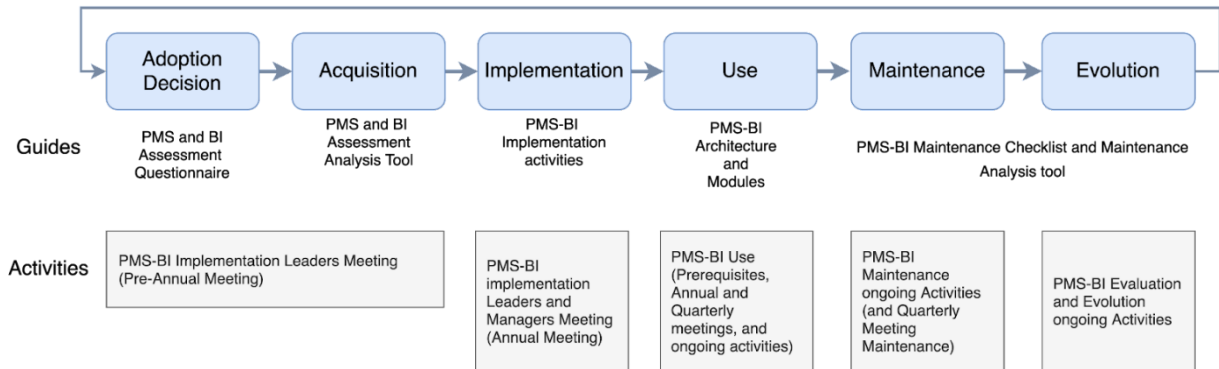 Adoption
Decision
Acquisition
Implementation
Use
Maintenance
Evolution
Guides
PMS and BI
Assessment
Questionnaire
PMS and BI
Assessment
Analysis Tool
PMS-BI
Implementation
activities
PMS-BI
Architecture
and
Modules
PMS-BI Maintenance Checklist and Maintenance
Analysis tool
Activities
PMS-BI Implementation Leaders Meeting
(Pre-Annual Meeting)
PMS-BI
implementation
Leaders and
Managers Meeting
(Annual Meeting)
PMS-BI Use
(Prerequisites,
Annual and
Quarterly
meetings, and
ongoing activities)
PMS-BI
Maintenance
ongoing Activities
(and Quarterly
Meeting
Maintenance)
PMS-BI Evaluation
and Evolution
ongoing Activities